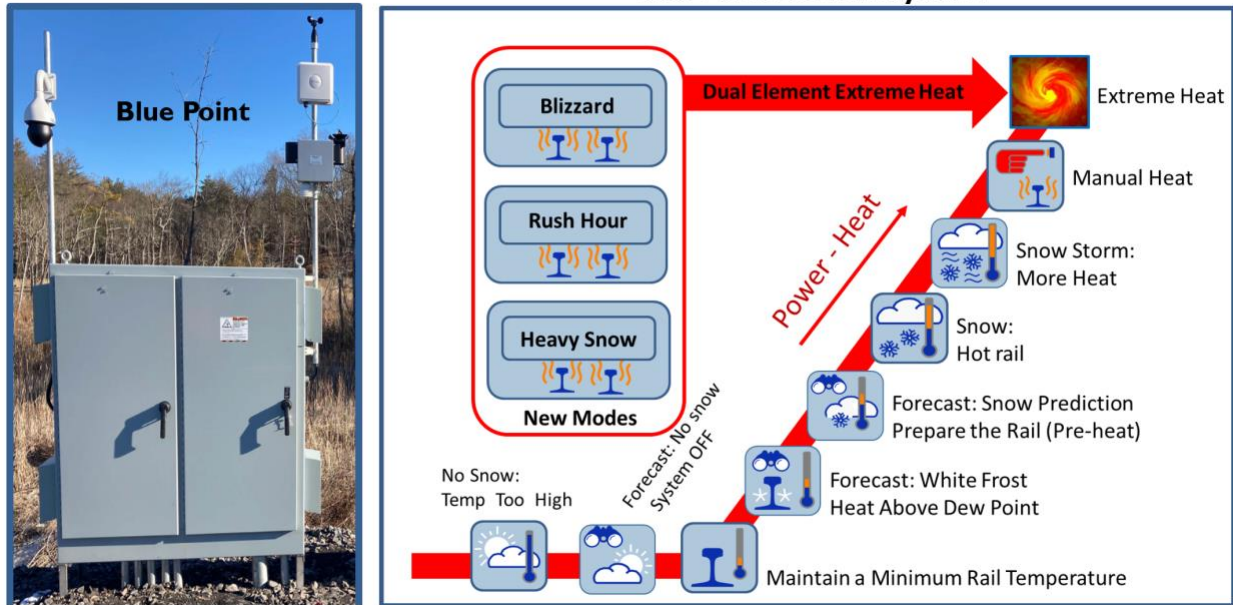 Blue Point
Blizzard
Rush Hour
Heavy Snow
New Modes
Dual Element Extreme Heat
Extreme Heat
Manual Heat
Power - Heat
Snow Storm:
More Heat
Snow:
Hot rail
Forecast: Snow Prediction
Prepare the Rail (Pre-heat)
Forecast: White Frost
Heat Above Dew Point
No Snow:
Temp Too High
Forecast: No snow
System OFF
Maintain a Minimum Rail Temperature